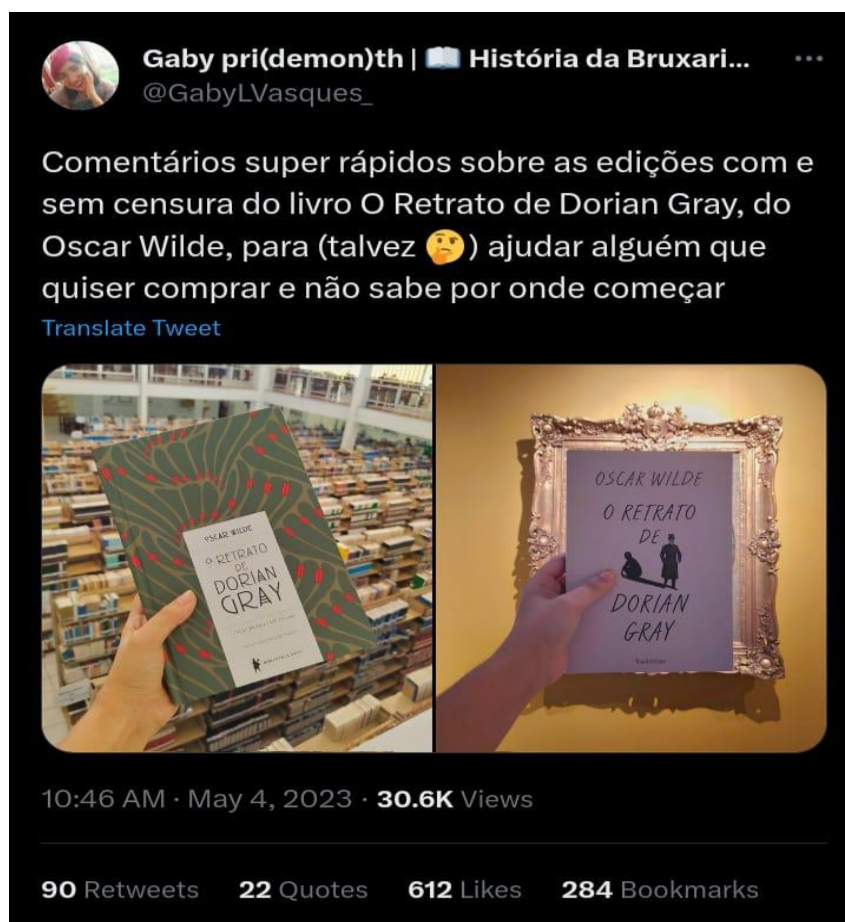 Gaby pri(demon)th | 📖 História da Bruxari...
@GabyLVasques_
Comentários super rápidos sobre as edições com e
sem censura do livro O Retrato de Dorian Gray, do
Oscar Wilde, para (talvez 🤔) ajudar alguém que
quiser comprar e não sabe por onde começar
Translate Tweet
OSCAR WILDE
O RETRATO
DE
DORIAN
GRAY
OSCAR WILDE
O RETRATO
DE
DORIAN
GRAY
10:46 AM · May 4, 2023 · 30.6K Views
90 Retweets 22 Quotes 612 Likes 284 Bookmarks